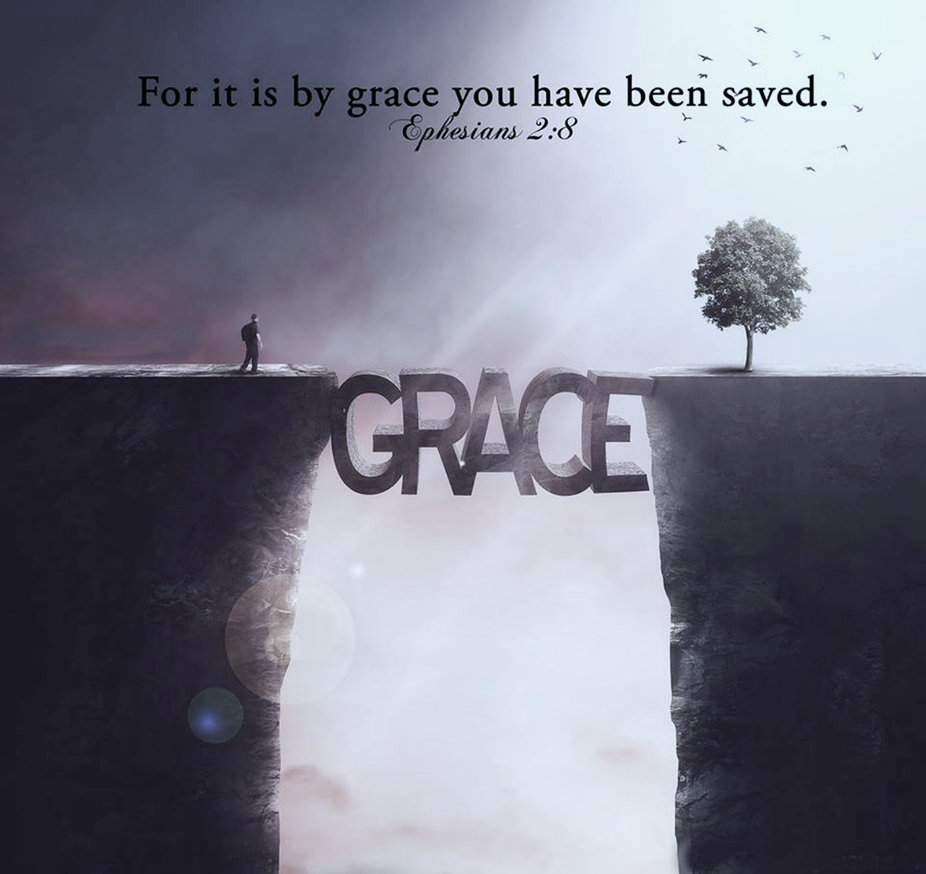 For it is by grace you have been saved.
Ephesians 2:8
GRACE